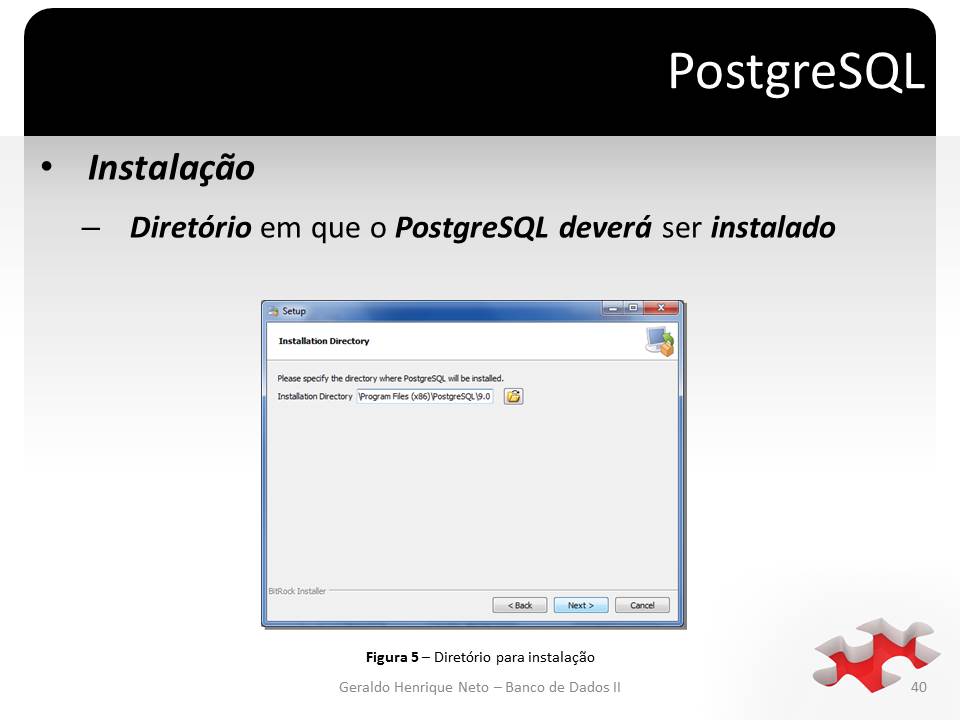 PostgreSQL
• Instalação
– Diretório em que o PostgreSQL deverá ser instalado
Setup
Installation Directory
Please specify the directory where PostgreSQL will be installed.
Installation Directory \Program Files (x86)\PostgreSQL\9.0
BitRock Installer
< Back Next > Cancel
Figura 5 – Diretório para instalação
Geraldo Henrique Neto – Banco de Dados II 40